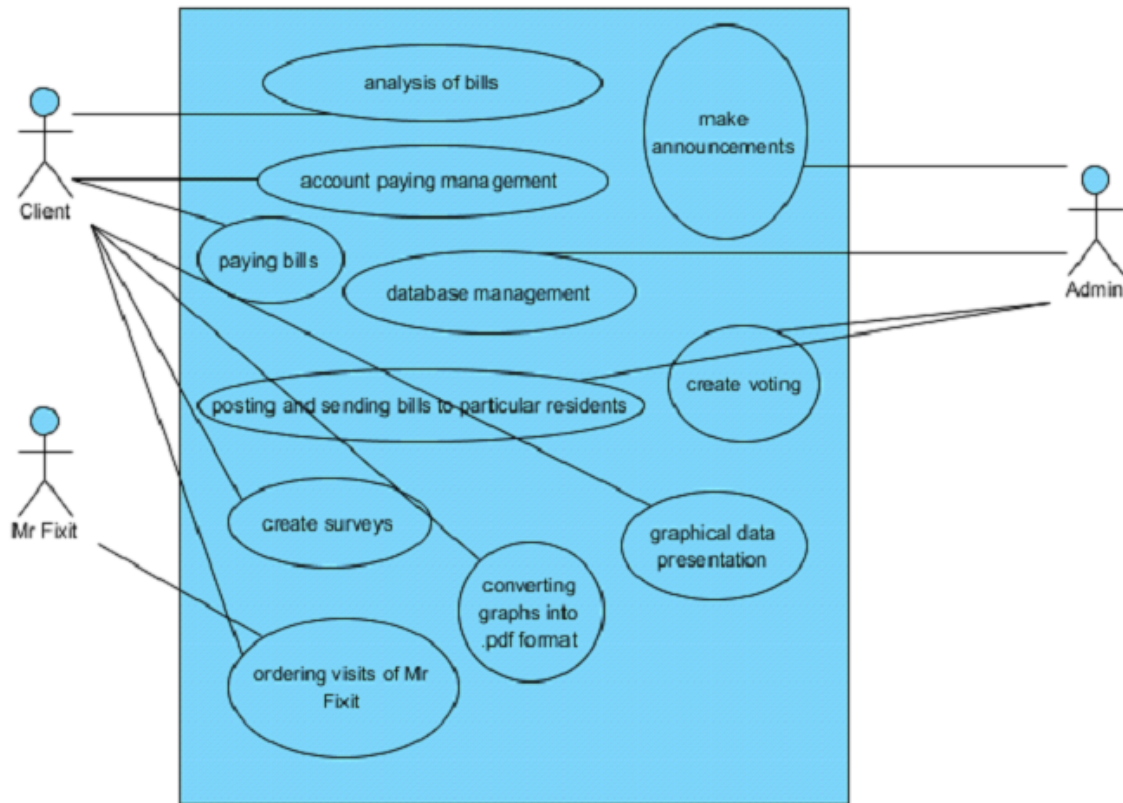 analysis of bills
make
announcements
account paying management
Client
paying bills
database management
Admin
create voting
posting and sending bills to particular residents
Mr Fixit
create surveys
graphical data
presentation
converting
graphs into
.pdf format
ordering visits of Mr
Fixit